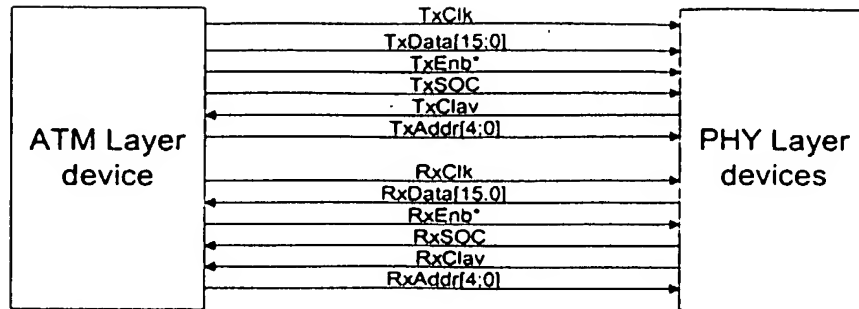 TxClk
TxData[15;0]
TxEnb*
TxSOC
TxClav
TxAddr[4;0]
ATM Layer
device
PHY Layer
devices
RxClk
RxData[15.0]
RxEnb*
RxSOC
RxClav
RxAddr[4;0]